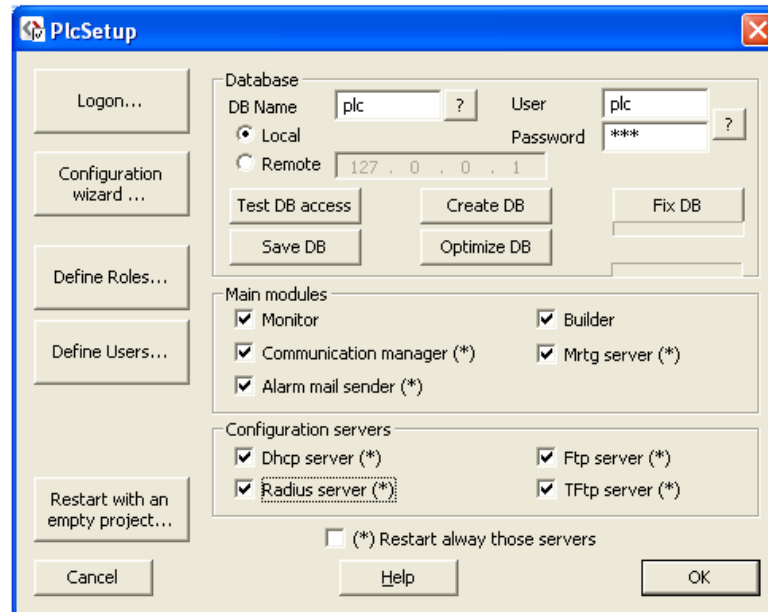 PlcSetup
Logon...
Configuration
wizard ...
Define Roles...
Define Users...
Restart with an
empty project...
Database
DB Name plc ? User plc
Local Password *** ?
Remote 127 . 0 . 0 . 1
Test DB access Create DB Fix DB
Save DB Optimize DB
Main modules
Monitor Builder
Communication manager (*) Mrtg server (*)
Alarm mail sender (*)
Configuration servers
Dhcp server (*) Ftp server (*)
Radius server (*) TFtp server (*)
(*) Restart alway those servers
Cancel Help OK